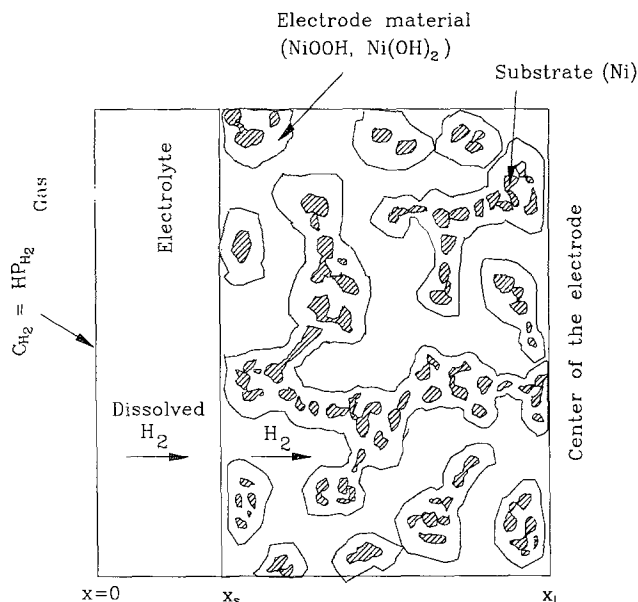 Electrode material
(NiOOH, Ni(OH)₂)
Substrate (Ni)
Gas
C_H₂ = HP_H₂
Electrolyte
Dissolved
H₂
H₂
Center of the electrode
x=0
x_s
x_L